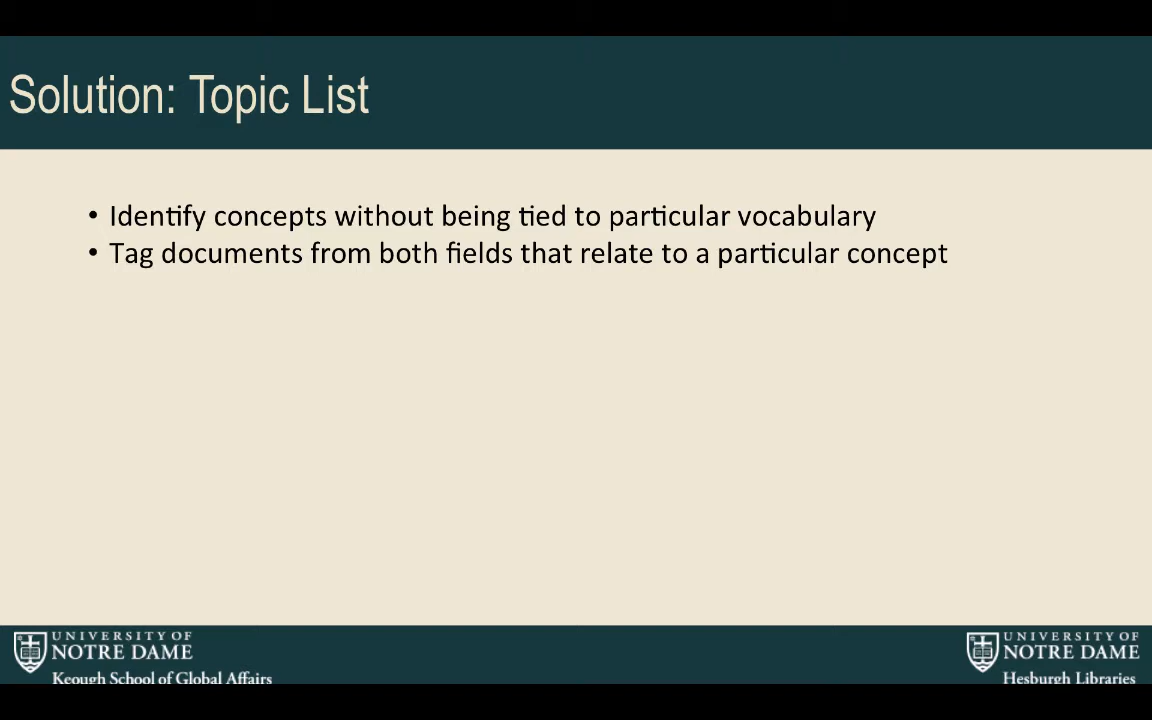 Solution: Topic List
• Identify concepts without being tied to particular vocabulary
• Tag documents from both fields that relate to a particular concept
UNIVERSITY OF
NOTRE DAME
Keough School of Global Affairs
UNIVERSITY OF
NOTRE DAME
Hesburgh Libraries